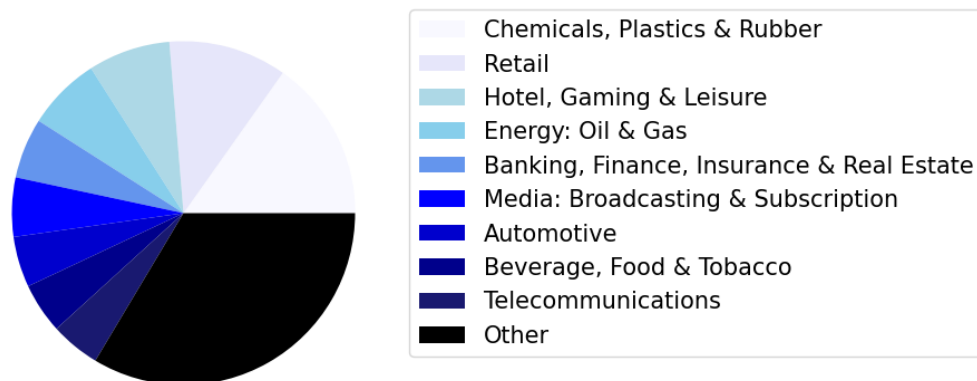 Chemicals, Plastics & Rubber
Retail
Hotel, Gaming & Leisure
Energy: Oil & Gas
Banking, Finance, Insurance & Real Estate
Media: Broadcasting & Subscription
Automotive
Beverage, Food & Tobacco
Telecommunications
Other